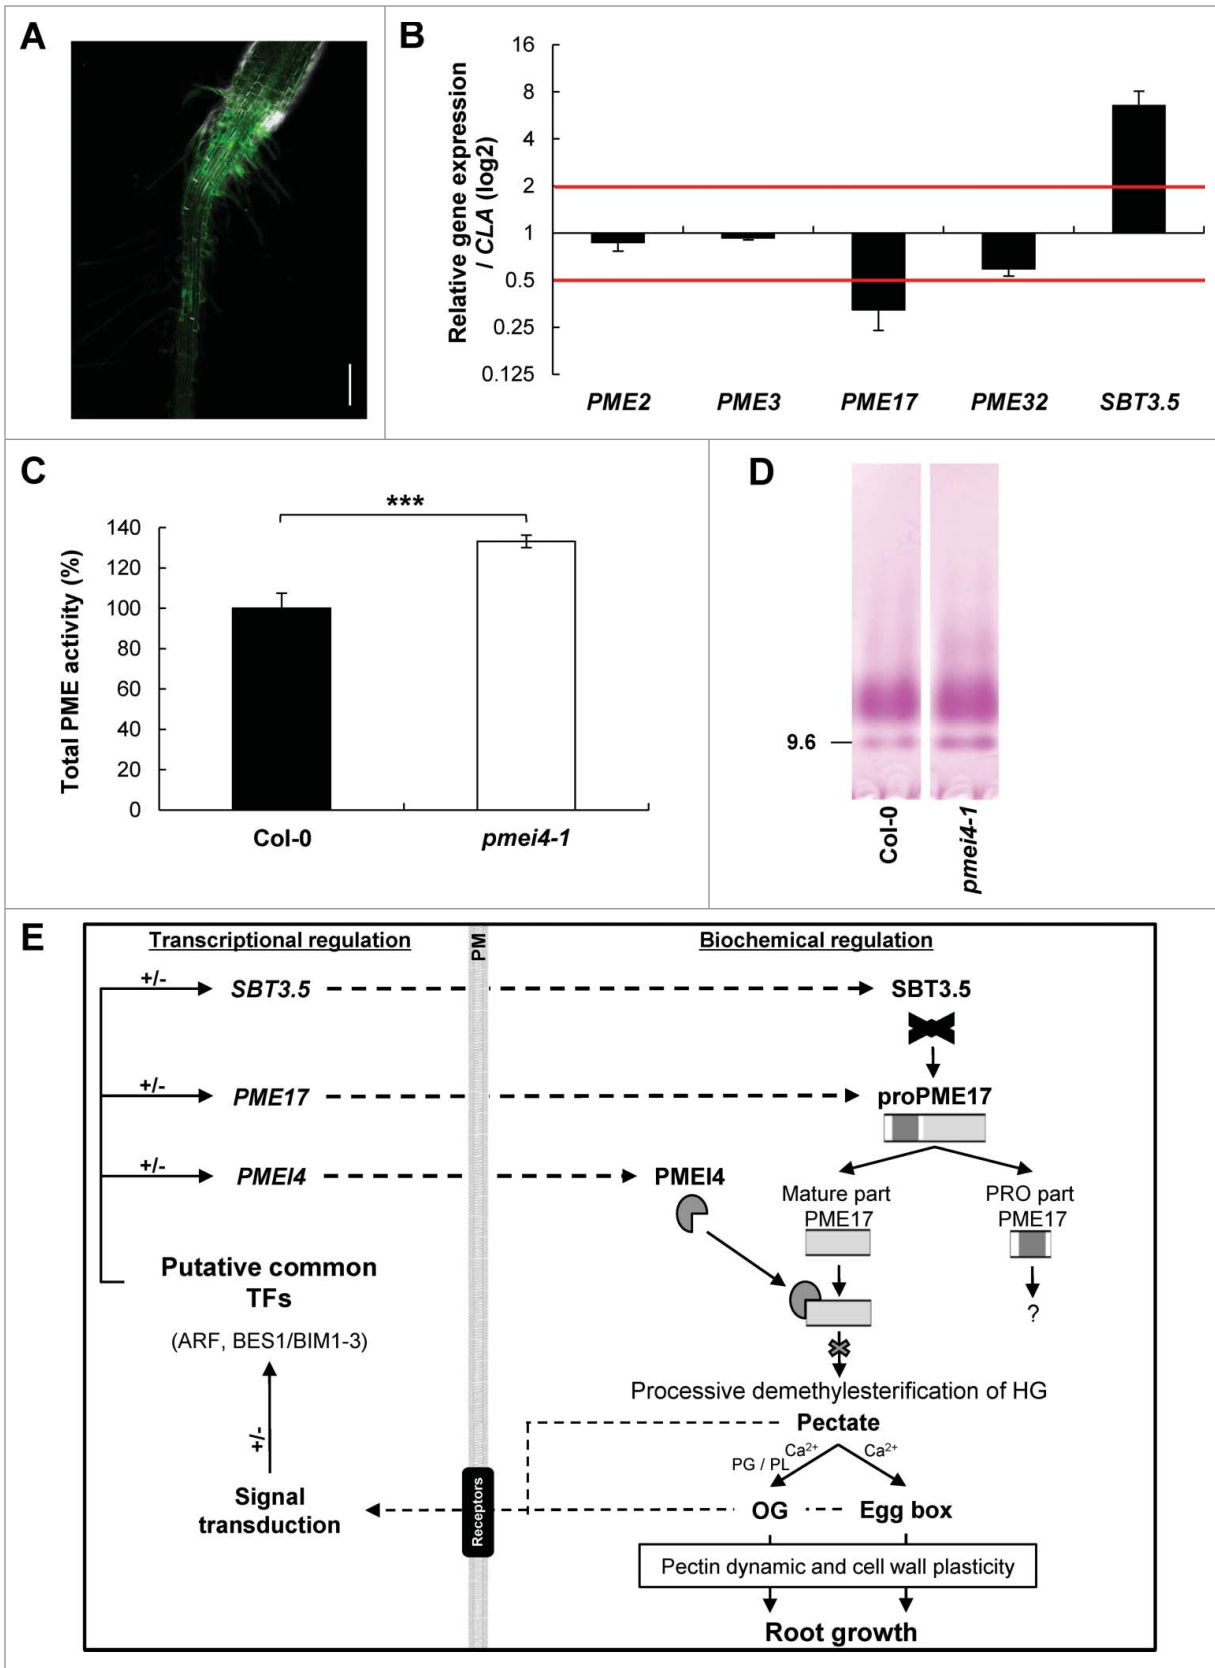 A
B
Relative gene expression
/ CLA (log2)
16
8
4
2
1
0.5
0.25
0.125
PME2 PME3 PME17 PME32 SBT3.5
C
***
Total PME activity (%)
140
120
100
80
60
40
20
0
Col-0 pmei4-1
D
9.6
Col-0
pmei4-1
E
Transcriptional regulation
PM
Biochemical regulation
+/-
SBT3.5
SBT3.5
+/-
PME17
proPME17
+/-
PMEI4
PMEI4
Mature part
PME17
PRO part
PME17
?
Putative common
TFs
(ARF, BES1/BIM1-3)
+/-
Signal
transduction
Receptors
Processive demethylesterification of HG
Pectate
Ca2+
Ca2+
PG / PL
OG
Egg box
Pectin dynamic and cell wall plasticity
Root growth